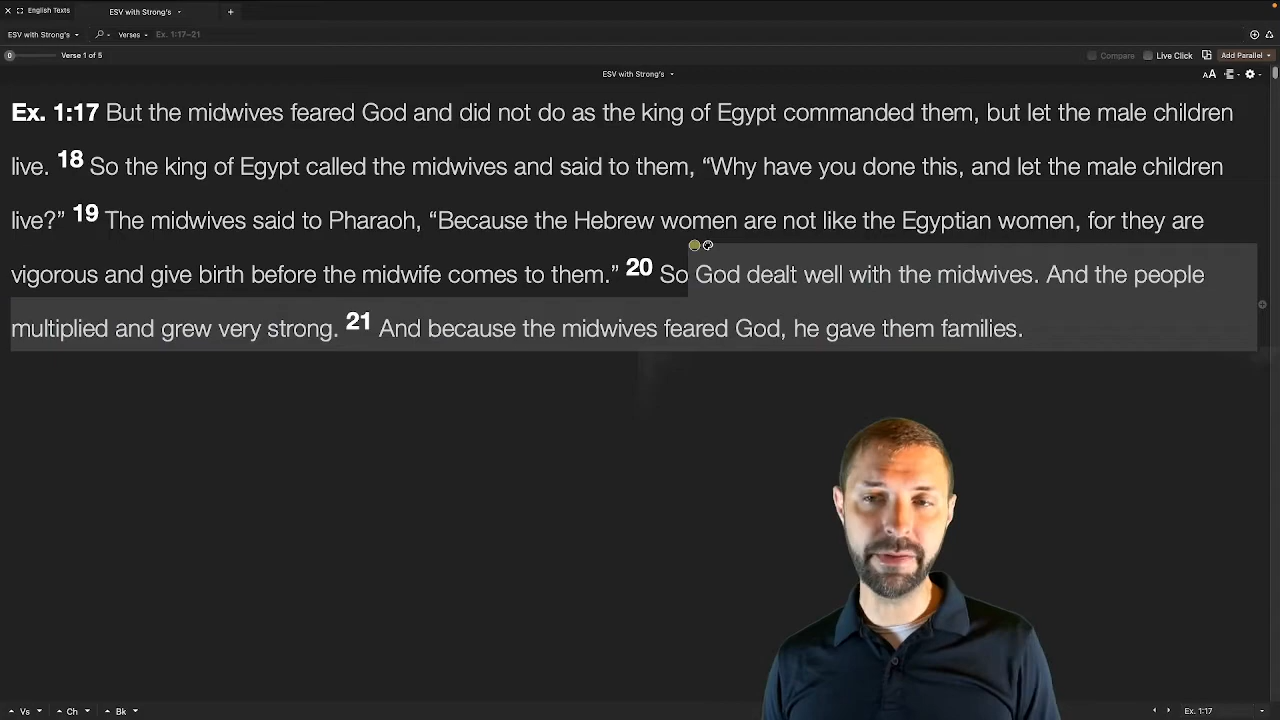 English Texts
ESV with Strong's
+
ESV with Strong's
Verses
Ex. 1:17–21
0
Verse 1 of 5
Compare
Live Click
Add Parallel
ESV with Strong's
AA
Ex. 1:17 But the midwives feared God and did not do as the king of Egypt commanded them, but let the male children
live. 18 So the king of Egypt called the midwives and said to them, “Why have you done this, and let the male children
live?” 19 The midwives said to Pharaoh, “Because the Hebrew women are not like the Egyptian women, for they are
vigorous and give birth before the midwife comes to them.” 20 So God dealt well with the midwives. And the people
multiplied and grew very strong. 21 And because the midwives feared God, he gave them families.
Vs
Ch
Bk
Ex. 1:17